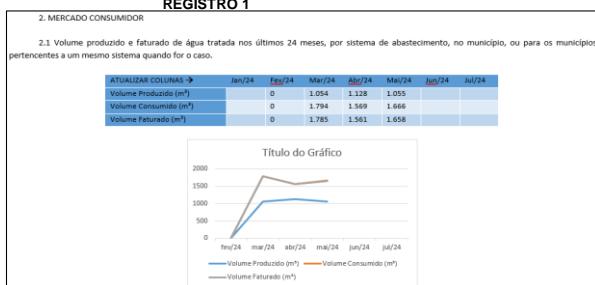 REGISTRO 1
2. MERCADO CONSUMIDOR
2.1 Volume produzido e faturado de água tratada nos últimos 24 meses, por sistema de abastecimento, no município, ou para os municípios
pertencentes a um mesmo sistema quando for o caso.
ATUALIZAR COLUNAS → Jan/24 Fev/24 Mar/24 Abr/24 Mai/24 Jun/24 Jul/24
Volume Produzido (m³) 0 1.054 1.128 1.055
Volume Consumido (m³) 0 1.794 1.569 1.666
Volume Faturado (m³) 0 1.785 1.561 1.658
Título do Gráfico
2000
1500
1000
500
0
fev/24 mar/24 abr/24 mai/24 jun/24 jul/24
Volume Produzido (m³) Volume Consumido (m³)
Volume Faturado (m³)